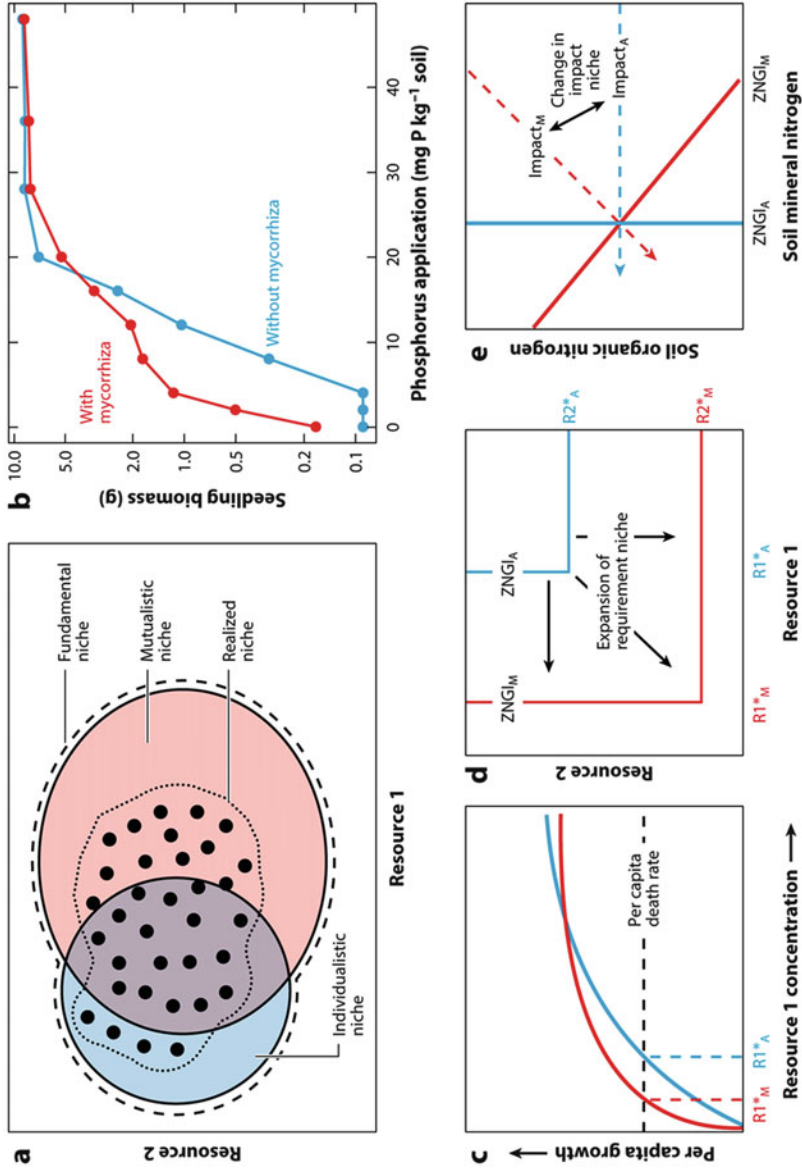 a
Resource 2
Resource 1
Fundamental
niche
Mutualistic
niche
Realized
niche
Individualistic
niche
b
Seedling biomass (g)
10.0
5.0
2.0
1.0
0.5
0.2
0.1
With
mycorrhiza
Without mycorrhiza
0
10
20
30
40
Phosphorus application (mg P kg⁻¹ soil)
c
Per capita growth
Per capita
death rate
R1*M
R1*A
Resource 1 concentration
d
Resource 2
ZNGIM
ZNGIA
Expansion of
requirement niche
R2*A
R2*M
R1*M
R1*A
Resource 1
e
Soil organic nitrogen
ImpactM
Change in
impact
niche
ImpactA
ZNGIA
ZNGIM
Soil mineral nitrogen